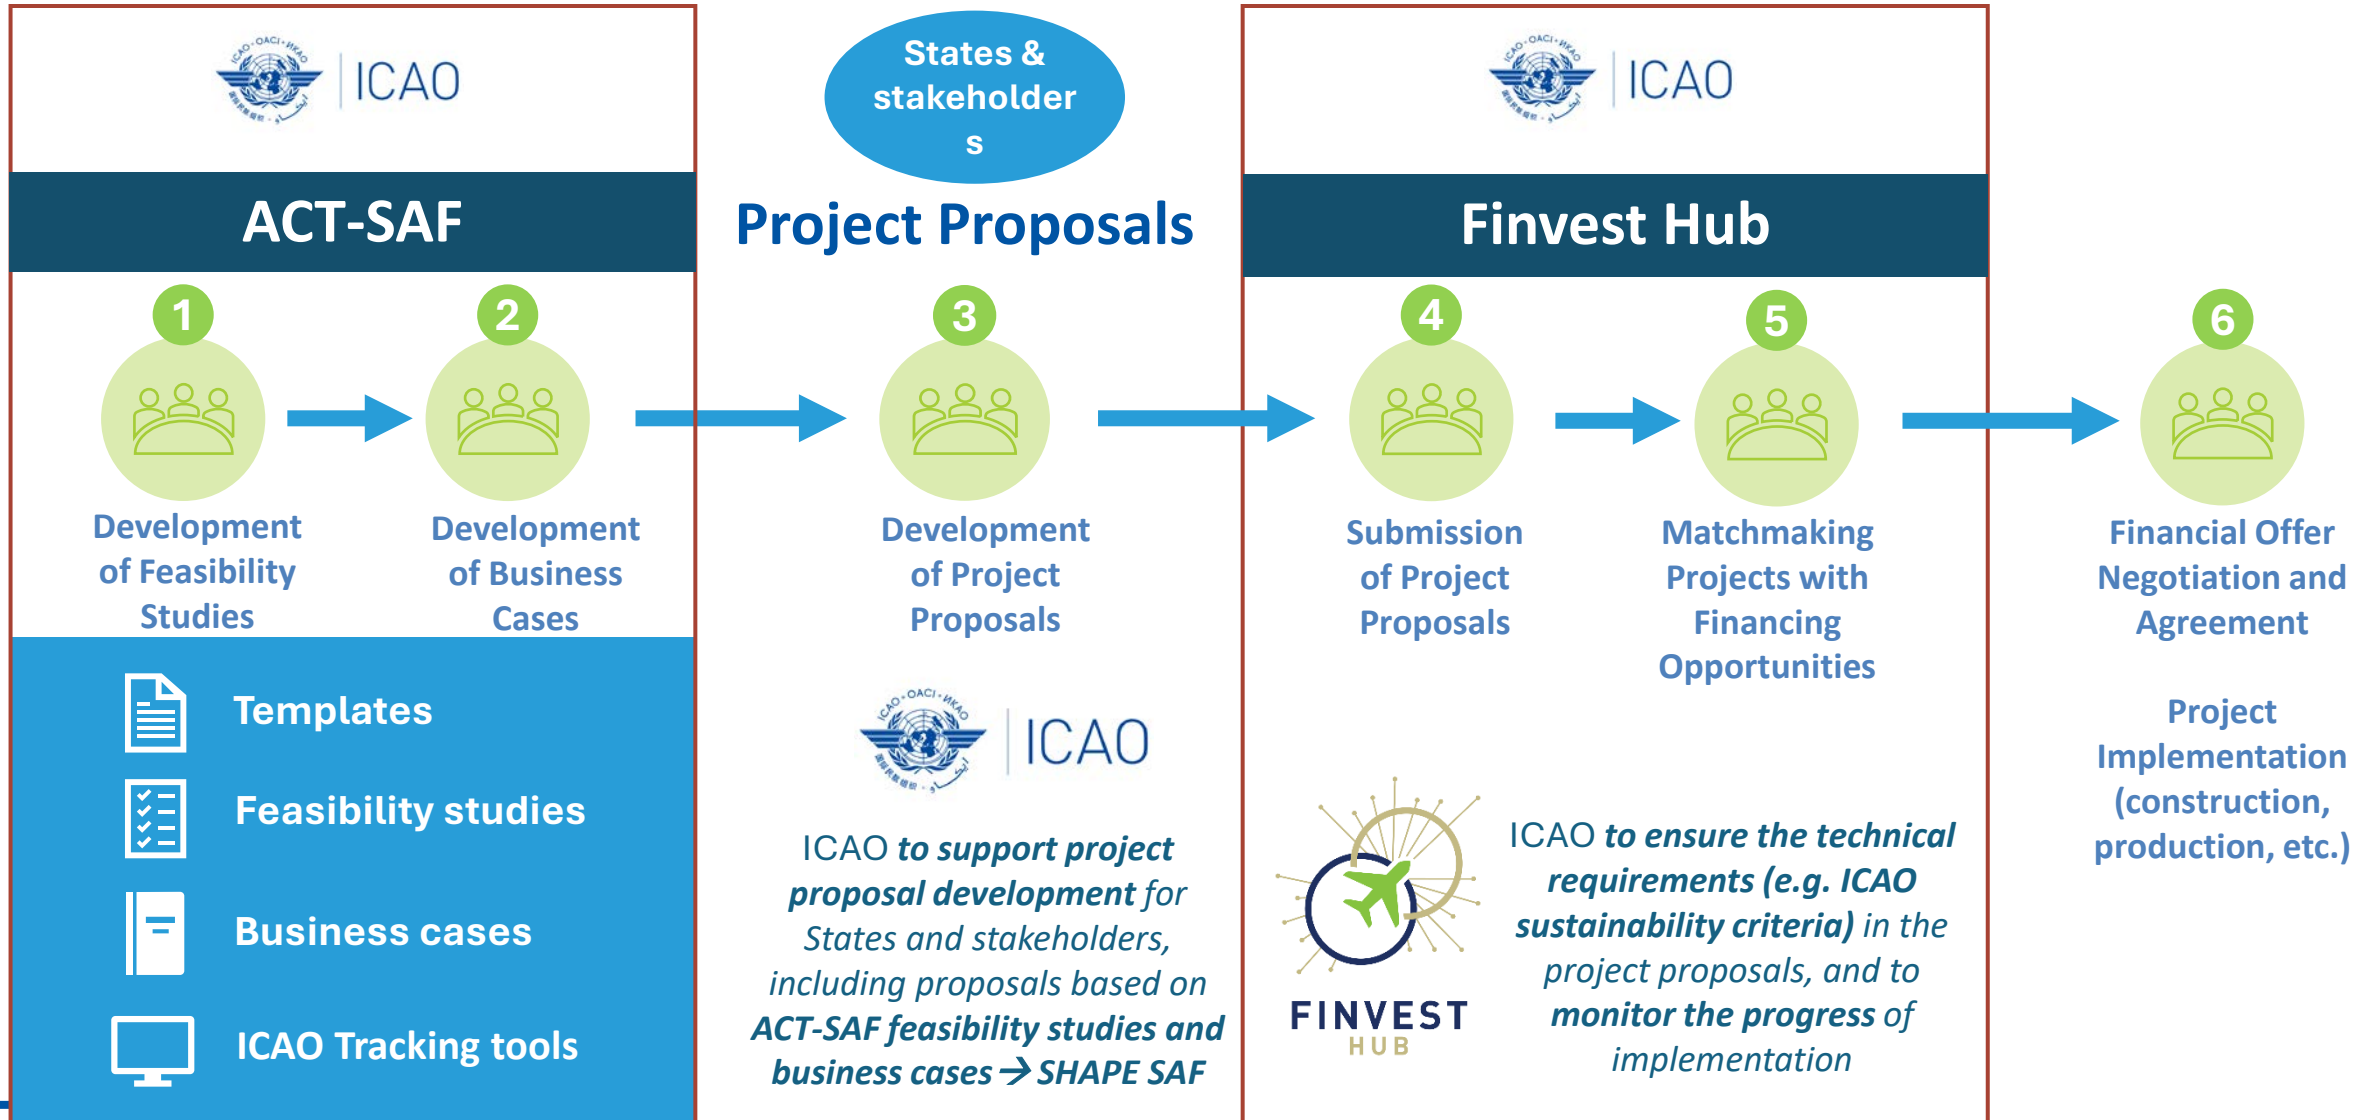 ICAO
ACT-SAF
1
Development
of Feasibility
Studies
2
Development
of Business
Cases
Templates
Feasibility studies
Business cases
ICAO Tracking tools
States &
stakeholder
s
Project Proposals
3
Development
of Project
Proposals
ICAO · OACI · ИКАО
ICAO
ICAO to support project
proposal development for
States and stakeholders,
including proposals based on
ACT-SAF feasibility studies and
business cases → SHAPE SAF
ICAO
Finvest Hub
4
Submission
of Project
Proposals
5
Matchmaking
Projects with
Financing
Opportunities
FINVEST
HUB
ICAO to ensure the technical
requirements (e.g. ICAO
sustainability criteria) in the
project proposals, and to
monitor the progress of
implementation
6
Financial Offer
Negotiation and
Agreement
Project
Implementation
(construction,
production, etc.)